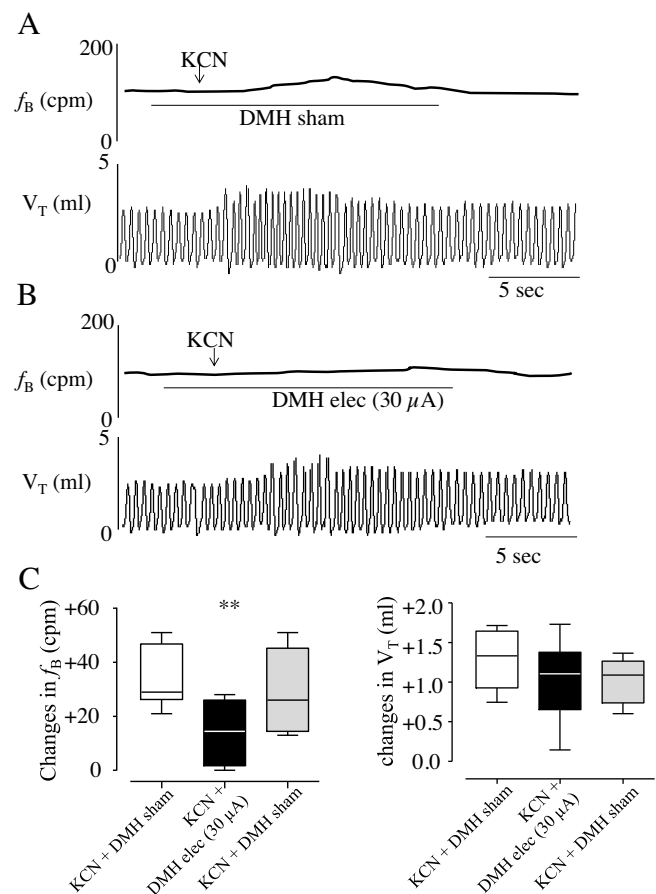 A
200
KCN
f_B (cpm)
DMH sham
0
5
V_T (ml)
0
5 sec
B
200
KCN
f_B (cpm)
DMH elec (30 µA)
0
5
V_T (ml)
0
5 sec
C
+60
**
+40
+20
0
Changes in f_B (cpm)
KCN + DMH sham
KCN +
DMH elec (30 µA)
KCN + DMH sham
+2.0
+1.5
+1.0
+0.5
0.0
changes in V_T (ml)
KCN + DMH sham
KCN +
DMH elec (30 µA)
KCN + DMH sham